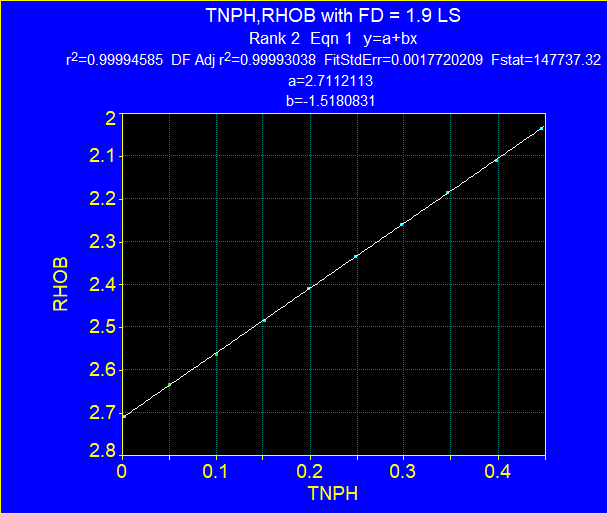 TNPH,RHOB with FD = 1.9 LS
Rank 2 Eqn 1 y=a+bx
r²=0.99994585 DF Adj r²=0.99993038 FitStdErr=0.0017720209 Fstat=147737.32
a=2.7112113
b=-1.5180831
2
2.1
2.2
2.3
2.4
2.5
2.6
2.7
2.8
RHOB
0 0.1 0.2 0.3 0.4
TNPH